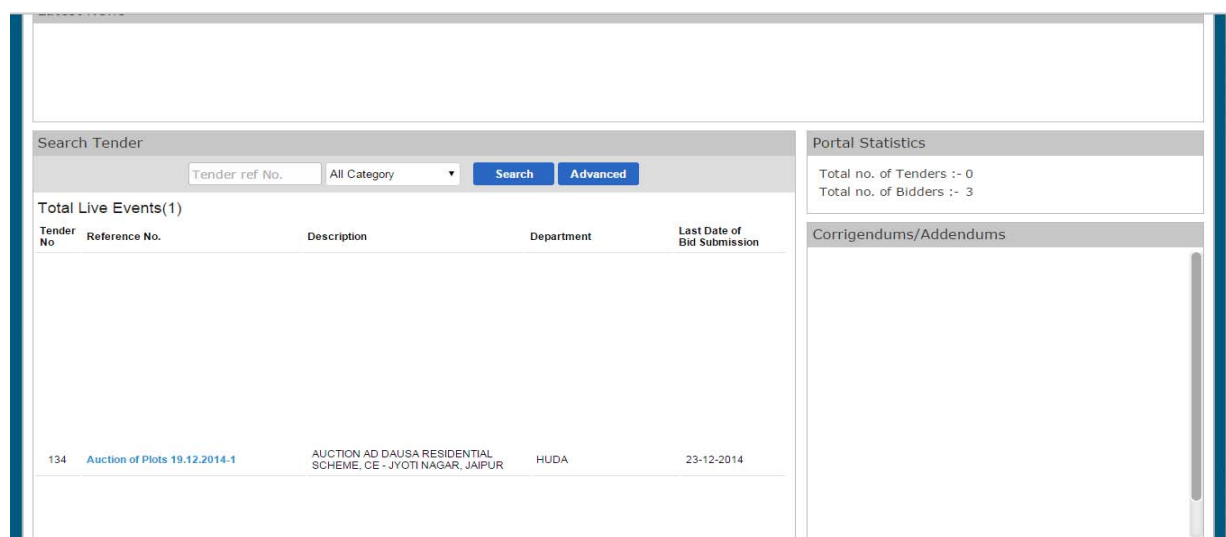 Search Tender
Tender ref No. All Category Search Advanced
Total Live Events(1)
Tender No Reference No. Description Department Last Date of Bid Submission
134 Auction of Plots 19.12.2014-1 AUCTION AD DAUSA RESIDENTIAL SCHEME, CE - JYOTI NAGAR, JAIPUR HUDA 23-12-2014
Portal Statistics
Total no. of Tenders :- 0
Total no. of Bidders :- 3
Corrigendums/Addendums